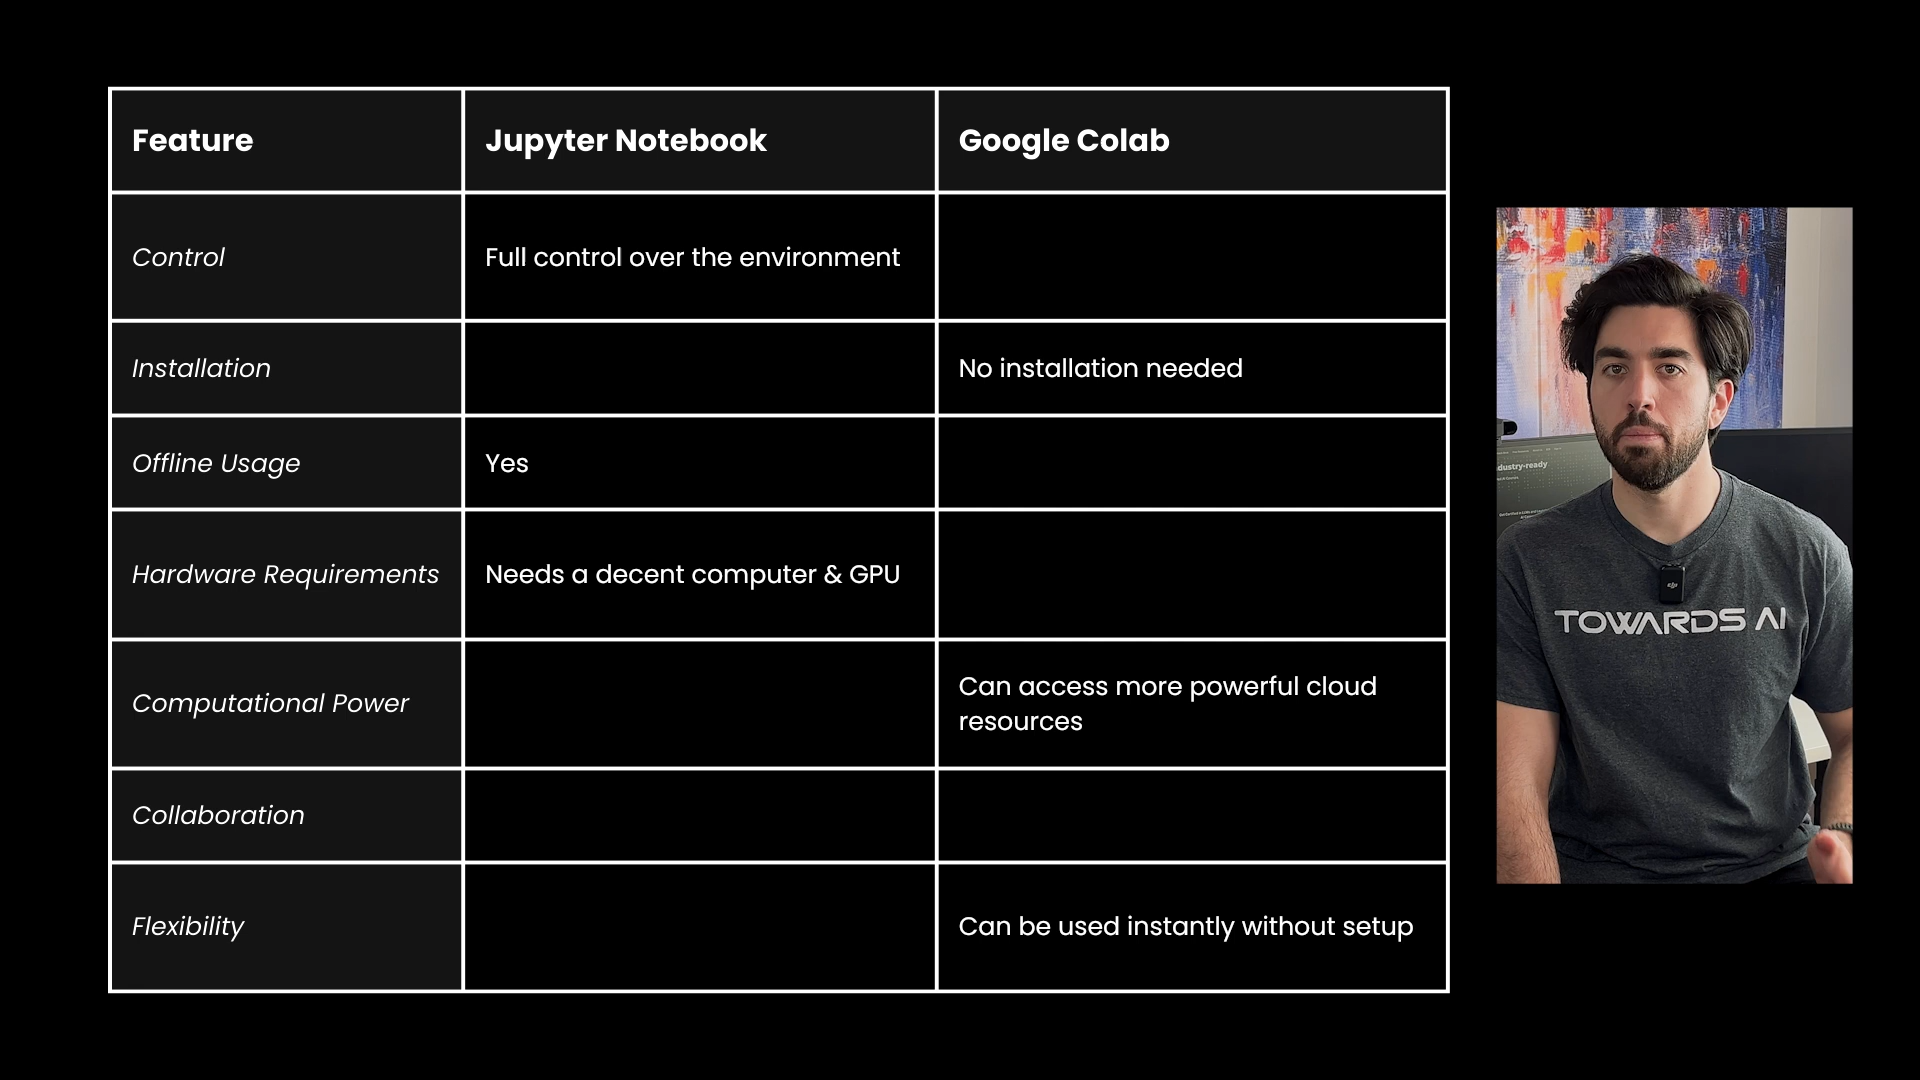 Feature
Jupyter Notebook
Google Colab
Control
Full control over the environment
Installation
No installation needed
Offline Usage
Yes
Hardware Requirements
Needs a decent computer & GPU
Computational Power
Can access more powerful cloud
resources
Collaboration
Flexibility
Can be used instantly without setup
dustry-ready
TOWARDS AI